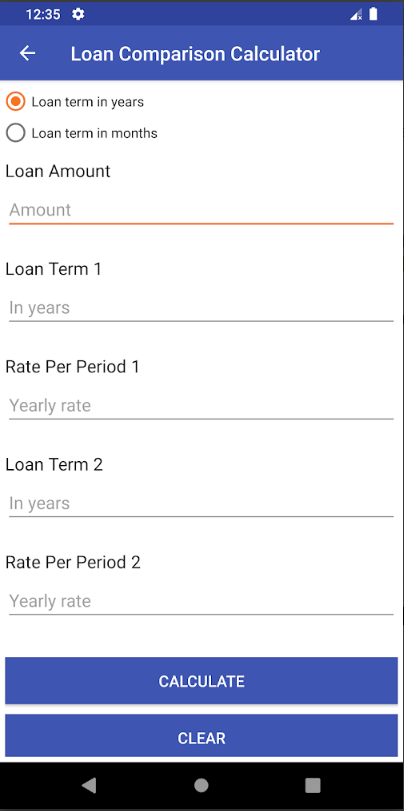 12:35
Loan Comparison Calculator
Loan term in years
Loan term in months
Loan Amount
Amount
Loan Term 1
In years
Rate Per Period 1
Yearly rate
Loan Term 2
In years
Rate Per Period 2
Yearly rate
CALCULATE
CLEAR